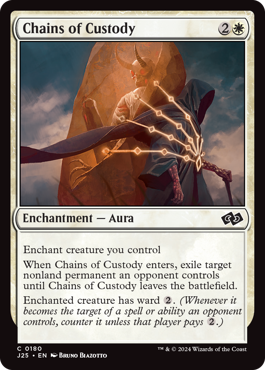 Chains of Custody 2
Enchantment — Aura
Enchant creature you control
When Chains of Custody enters, exile target
nonland permanent an opponent controls
until Chains of Custody leaves the battlefield.
Enchanted creature has ward 2. (Whenever it
becomes the target of a spell or ability an opponent
controls, counter it unless that player pays 2.)
C 0180
J25 • EN Bruno Biazotto
™ & © 2024 Wizards of the Coast